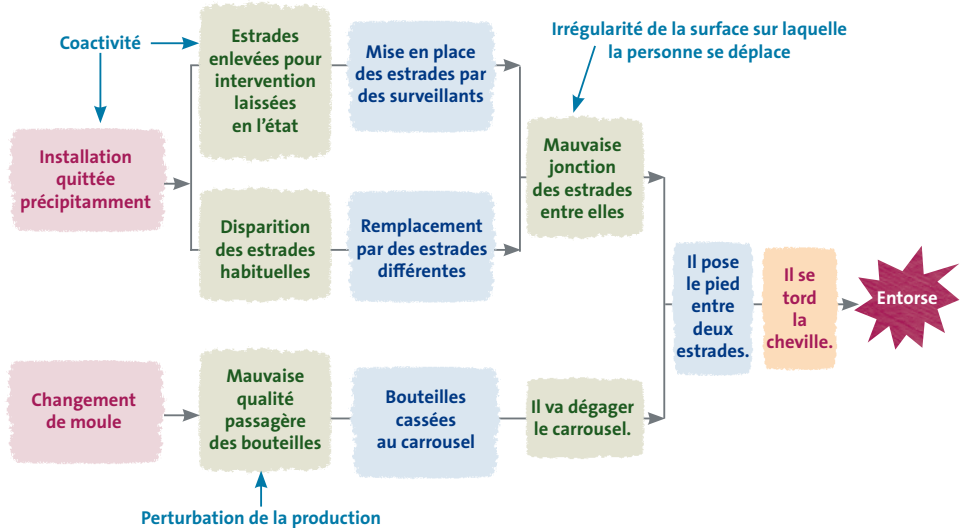 Coactivité
Estrades
enlevées pour
intervention
laissées
en l'état
Mise en place
des estrades par
des surveillants
Irrégularité de la surface sur laquelle
la personne se déplace
Installation
quittée
précipitamment
Mauvaise
jonction
des estrades
entre elles
Disparition
des estrades
habituelles
Remplacement
par des estrades
différentes
Il pose
le pied
entre
deux
estrades.
Il se
tord
la
cheville.
Entorse
Changement
de moule
Mauvaise
qualité
passagère
des bouteilles
Bouteilles
cassées
au carrousel
Il va dégager
le carrousel.
Perturbation de la production